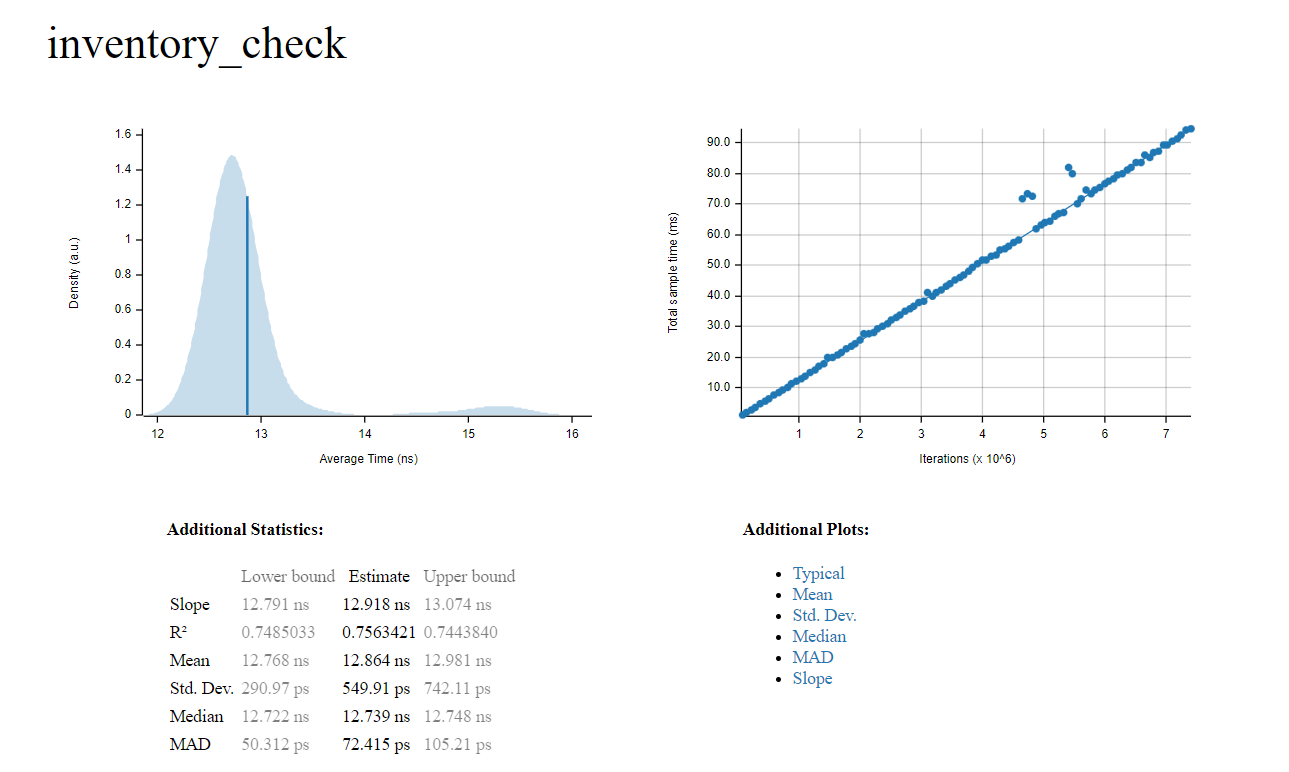 inventory_check
1.6
1.4
1.2
1
0.8
0.6
0.4
0.2
0
Density (a.u.)
12 13 14 15 16
Average Time (ns)
90.0
80.0
70.0
60.0
50.0
40.0
30.0
20.0
10.0
Total sample time (ms)
1 2 3 4 5 6 7
Iterations (x 10^6)
Additional Statistics:
Lower bound Estimate Upper bound
Slope 12.791 ns 12.918 ns 13.074 ns
R² 0.7485033 0.7563421 0.7443840
Mean 12.768 ns 12.864 ns 12.981 ns
Std. Dev. 290.97 ps 549.91 ps 742.11 ps
Median 12.722 ns 12.739 ns 12.748 ns
MAD 50.312 ps 72.415 ps 105.21 ps
Additional Plots:
Typical
Mean
Std. Dev.
Median
MAD
Slope